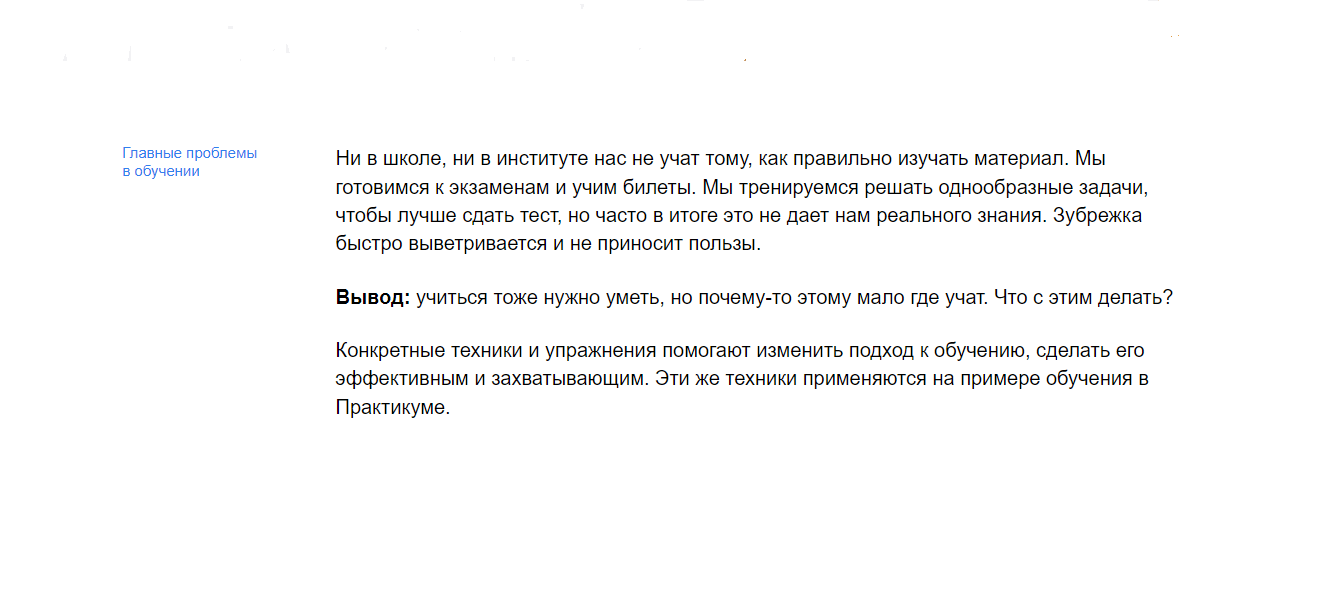 Главные проблемы
в обучении
Ни в школе, ни в институте нас не учат тому, как правильно изучать материал. Мы
готовимся к экзаменам и учим билеты. Мы тренируемся решать однообразные задачи,
чтобы лучше сдать тест, но часто в итоге это не дает нам реального знания. Зубрежка
быстро выветривается и не приносит пользы.
Вывод: учиться тоже нужно уметь, но почему-то этому мало где учат. Что с этим делать?
Конкретные техники и упражнения помогают изменить подход к обучению, сделать его
эффективным и захватывающим. Эти же техники применяются на примере обучения в
Практикуме.